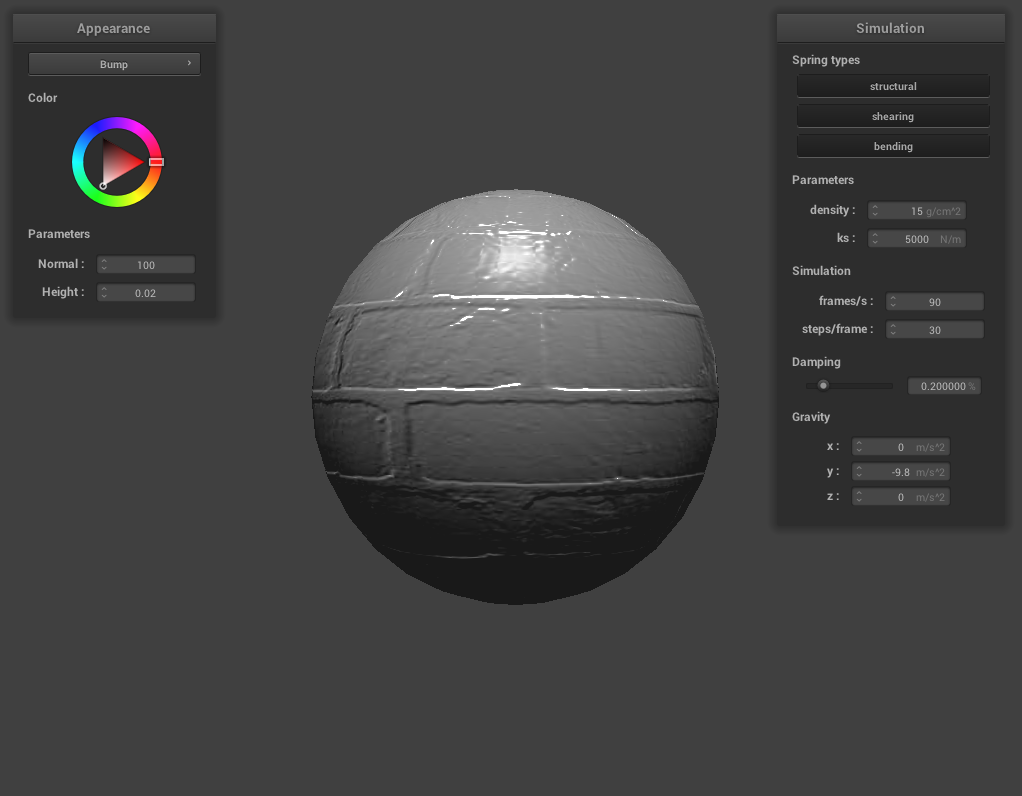 Appearance
Bump
Color
Parameters
Normal :
100
Height :
0.02
Simulation
Spring types
structural
shearing
bending
Parameters
density : 15 g/cm^2
ks : 5000 N/m
Simulation
frames/s : 90
steps/frame : 30
Damping
0.200000 %
Gravity
x : 0 m/s^2
y : -9.8 m/s^2
z : 0 m/s^2